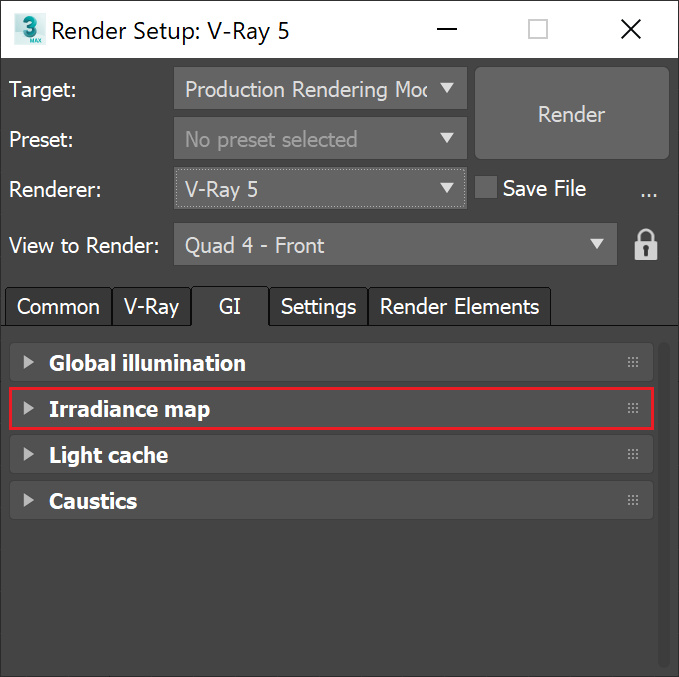 3 MAX Render Setup: V-Ray 5
Target: Production Rendering Mod
Render
Preset: No preset selected
Renderer: V-Ray 5 Save File ...
View to Render: Quad 4 - Front
Common V-Ray GI Settings Render Elements
Global illumination
Irradiance map
Light cache
Caustics